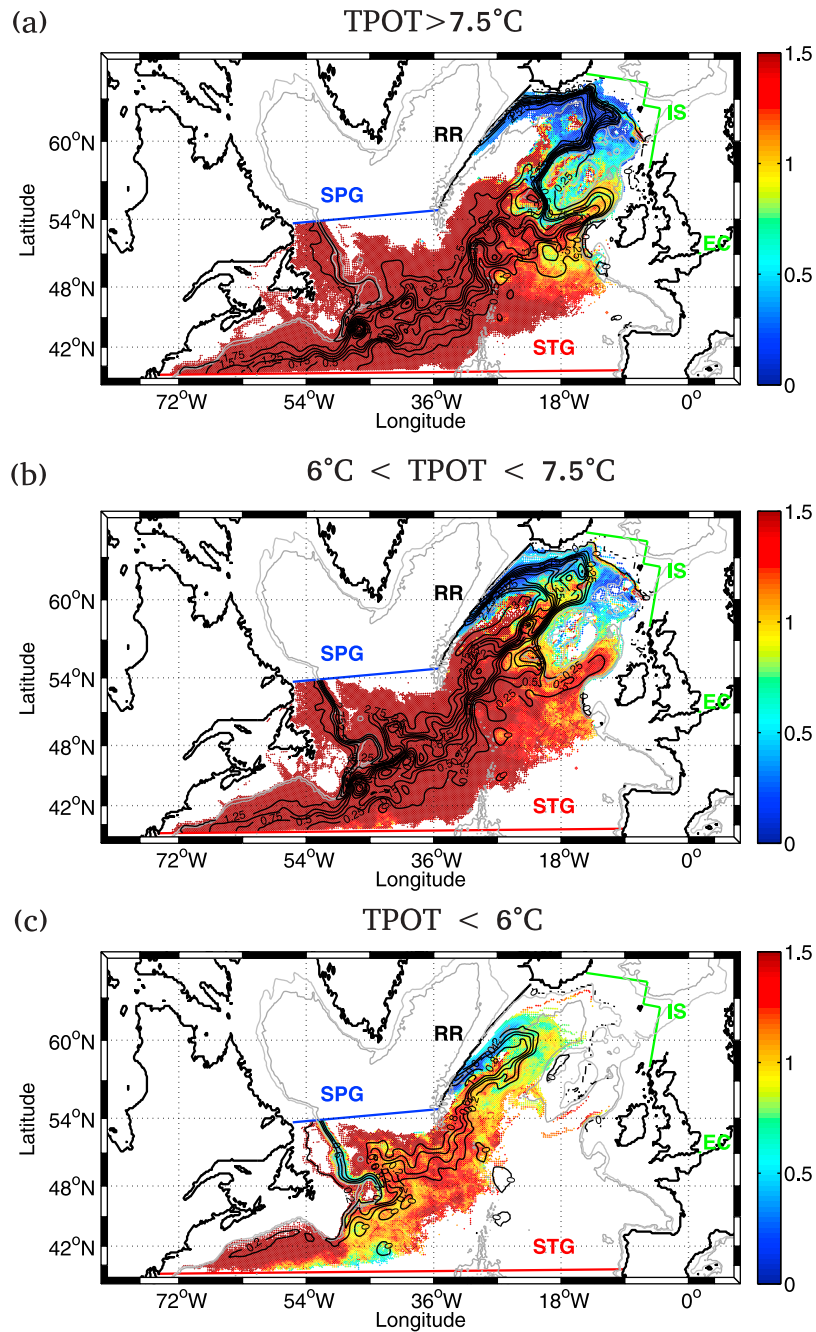 (a)
TPOT>7.5°C
RR
IS
SPG
EC
STG
60°N
54°N
48°N
42°N
Latitude
72°W 54°W 36°W 18°W 0°
Longitude
1.5
1
0.5
0
(b)
6°C < TPOT < 7.5°C
RR
IS
SPG
EC
STG
60°N
54°N
48°N
42°N
Latitude
72°W 54°W 36°W 18°W 0°
Longitude
1.5
1
0.5
0
(c)
TPOT < 6°C
RR
IS
SPG
EC
STG
60°N
54°N
48°N
42°N
Latitude
72°W 54°W 36°W 18°W 0°
Longitude
1.5
1
0.5
0